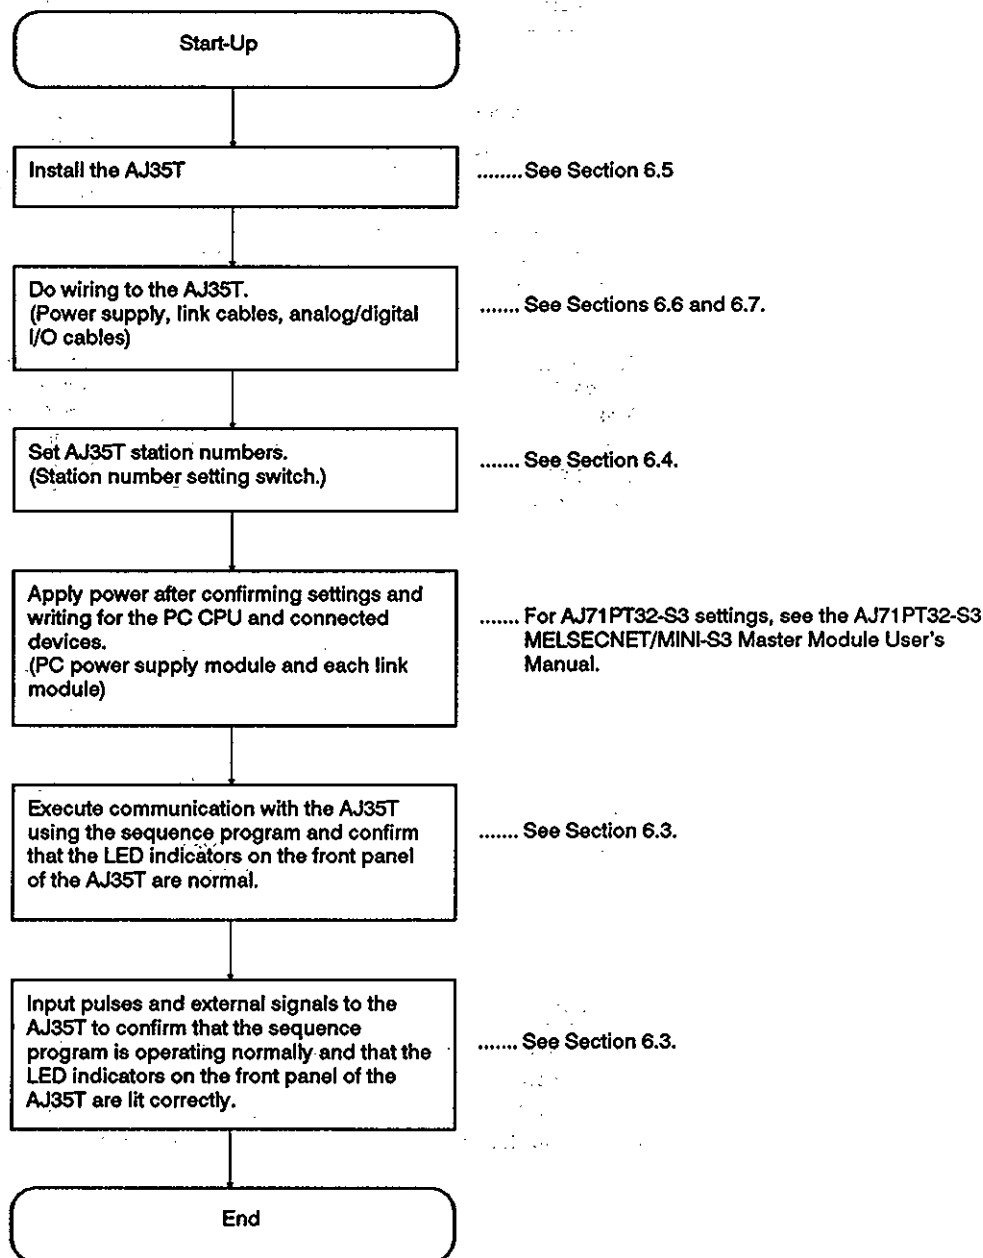 Start-Up
Install the AJ35T
........ See Section 6.5
Do wiring to the AJ35T.
(Power supply, link cables, analog/digital
I/O cables)
....... See Sections 6.6 and 6.7.
Set AJ35T station numbers.
(Station number setting switch.)
....... See Section 6.4.
Apply power after confirming settings and
writing for the PC CPU and connected
devices.
(PC power supply module and each link
module)
....... For AJ71PT32-S3 settings, see the AJ71PT32-S3
MELSECNET/MINI-S3 Master Module User's
Manual.
Execute communication with the AJ35T
using the sequence program and confirm
that the LED indicators on the front panel
of the AJ35T are normal.
....... See Section 6.3.
Input pulses and external signals to the
AJ35T to confirm that the sequence
program is operating normally and that the
LED indicators on the front panel of the
AJ35T are lit correctly.
....... See Section 6.3.
End